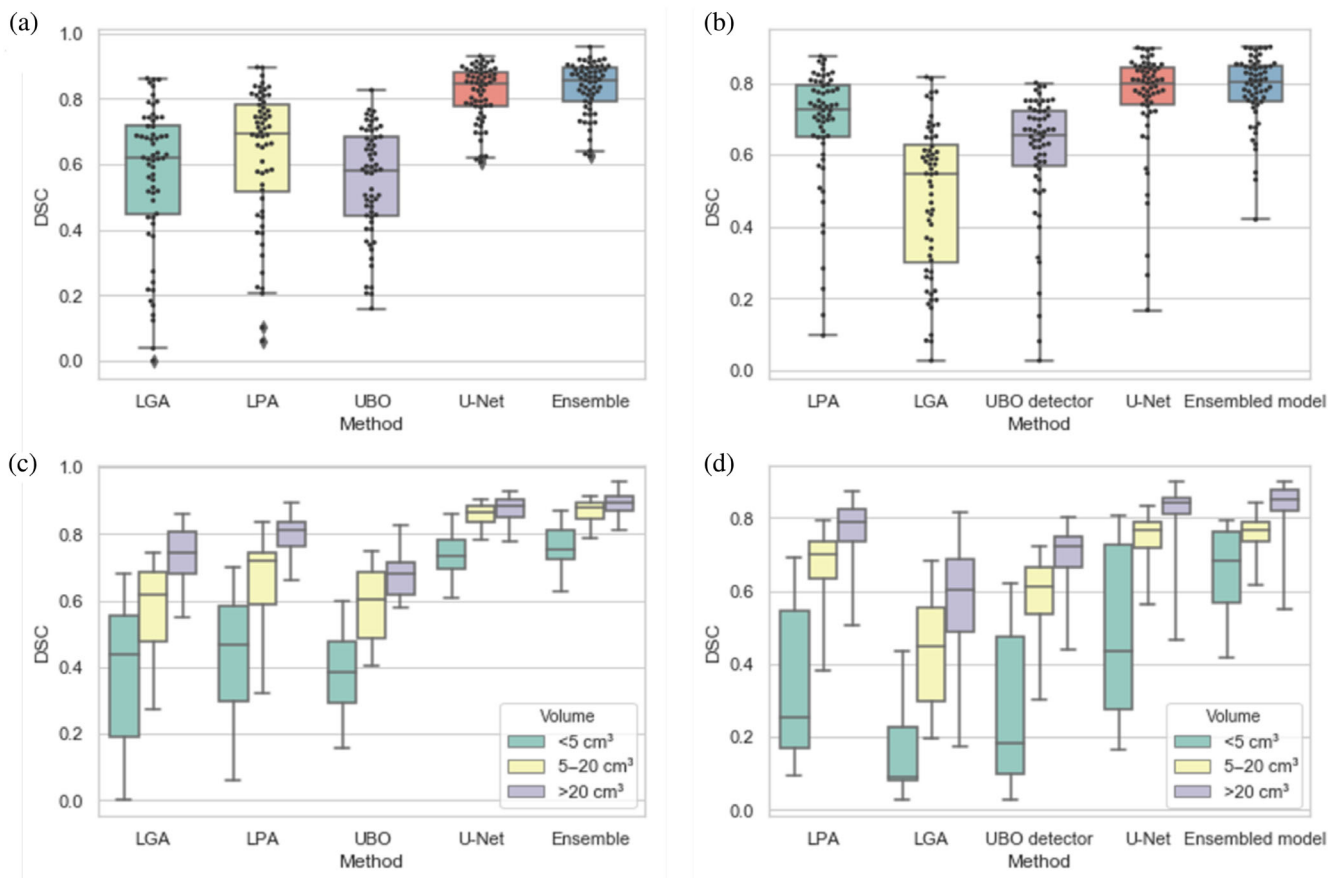 (a)
1.0
0.8
0.6
0.4
0.2
0.0
DSC
LGA LPA UBO U-Net Ensemble
Method
(b)
0.8
0.6
0.4
0.2
0.0
DSC
LPA LGA UBO detector U-Net Ensembled model
Method
(c)
1.0
0.8
0.6
0.4
0.2
0.0
DSC
Volume
<5 cm³
5–20 cm³
>20 cm³
LGA LPA UBO U-Net Ensemble
Method
(d)
0.8
0.6
0.4
0.2
0.0
DSC
Volume
<5 cm³
5–20 cm³
>20 cm³
LPA LGA UBO detector U-Net Ensembled model
Method